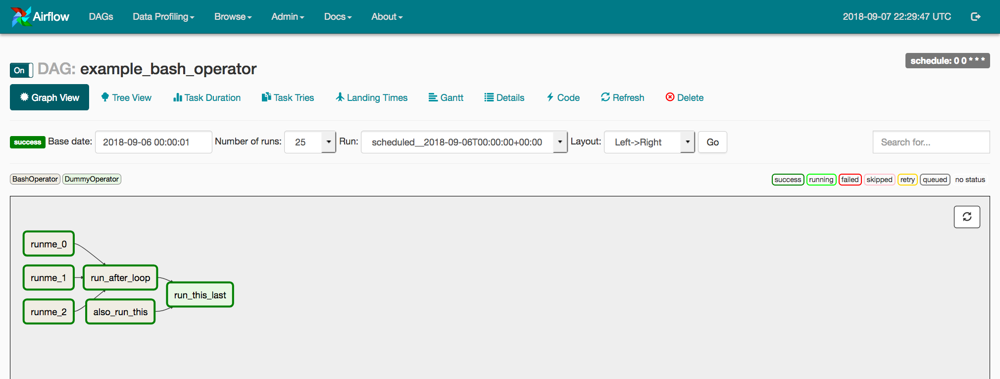 Airflow DAGs Data Profiling Browse Admin Docs About 2018-09-07 22:29:47 UTC
schedule: 0 0 * * *
On DAG: example_bash_operator
Graph View Tree View Task Duration Task Tries Landing Times Gantt Details Code Refresh Delete
success Base date: 2018-09-06 00:00:01 Number of runs: 25 Run: scheduled__2018-09-06T00:00:00+00:00 Layout: Left->Right Go Search for...
BashOperator DummyOperator success running failed skipped retry queued no status
runme_0
runme_1 run_after_loop
run_this_last
runme_2 also_run_this